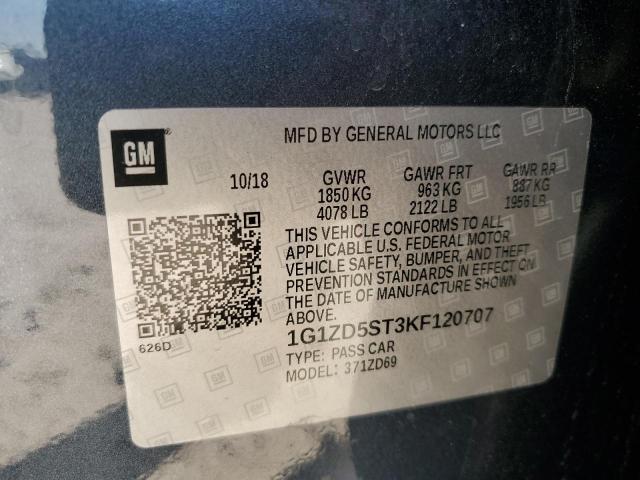 GM
MFD BY GENERAL MOTORS LLC
10/18 GVWR GAWR FRT GAWR RR
1850 KG 963 KG 887 KG
4078 LB 2122 LB 1956 LB
THIS VEHICLE CONFORMS TO ALL
APPLICABLE U.S. FEDERAL MOTOR
VEHICLE SAFETY, BUMPER, AND THEFT
PREVENTION STANDARDS IN EFFECT ON
THE DATE OF MANUFACTURE SHOWN
ABOVE.
1G1ZD5ST3KF120707
TYPE: PASS CAR
MODEL: 371ZD69
626D